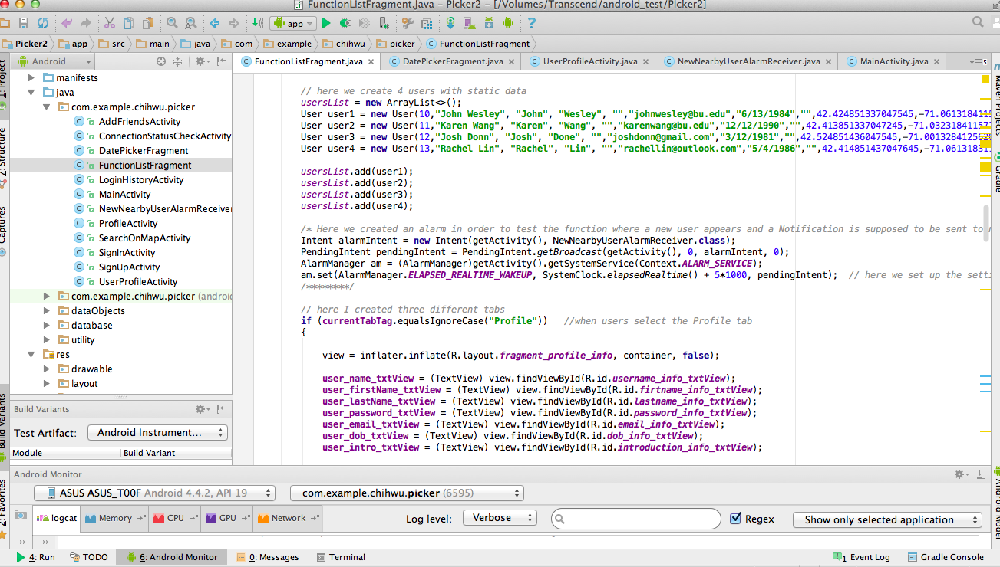 FunctionListFragment.java - Picker2 - [/Volumes/Transcend/android_test/Picker2]
app
Picker2 app src main java com example chihwu picker FunctionListFragment
Android
FunctionListFragment.java DatePickerFragment.java UserProfileActivity.java NewNearbyUserAlarmReceiver.java MainActivity.java
5
1: Project
Z: Structure
Captures
Build Variants
2: Favorites
manifests
java
com.example.chihwu.picker
AddFriendsActivity
ConnectionStatusCheckActivity
DatePickerFragment
FunctionListFragment
LoginHistoryActivity
MainActivity
NewNearbyUserAlarmReceiver
ProfileActivity
SearchOnMapActivity
SignInActivity
SignUpActivity
UserProfileActivity
com.example.chihwu.picker (androi
dataObjects
database
utility
res
drawable
layout
Build Variants
Test Artifact: Android Instrument...
Module Build Variant
// here we create 4 users with static data
usersList = new ArrayList<>();
User user1 = new User(10,"John Wesley", "John", "Wesley", "","johnwesley@bu.edu","6/13/1984","",42.424851337047545,-71.0613184115
User user2 = new User(11,"Karen Wang", "Karen", "Wang", "","karenwang@bu.edu","12/12/1990","",42.413851337047245,-71.032318411572
User user3 = new User(12,"Josh Donn", "Josh", "Done", "","joshdonn@gmail.com","3/12/1981","",42.524851436047545,-71.0013284125628
User user4 = new User(13,"Rachel Lin", "Rachel", "Lin", "","rachellin@outlook.com","5/4/1986","",42.414851437047645,-71.061318311
usersList.add(user1);
usersList.add(user2);
usersList.add(user3);
usersList.add(user4);
/* Here we created an alarm in order to test the function where a new user appears and a Notification is supposed to be sent to
Intent alarmIntent = new Intent(getActivity(), NewNearbyUserAlarmReceiver.class);
PendingIntent pendingIntent = PendingIntent.getBroadcast(getActivity(), 0, alarmIntent, 0);
AlarmManager am = (AlarmManager)getActivity().getSystemService(Context.ALARM_SERVICE);
am.set(AlarmManager.ELAPSED_REALTIME_WAKEUP, SystemClock.elapsedRealtime() + 5*1000, pendingIntent);  // here we set up the setti
/********/
// here I created three different tabs
if (currentTabTag.equalsIgnoreCase("Profile"))   //when users select the Profile tab
{
view = inflater.inflate(R.layout.fragment_profile_info, container, false);
user_name_txtView = (TextView) view.findViewById(R.id.username_info_txtView);
user_firstName_txtView = (TextView) view.findViewById(R.id.firtname_info_txtView);
user_lastName_txtView = (TextView) view.findViewById(R.id.lastname_info_txtView);
user_password_txtView = (TextView) view.findViewById(R.id.password_info_txtView);
user_email_txtView = (TextView) view.findViewById(R.id.email_info_txtView);
user_dob_txtView = (TextView) view.findViewById(R.id.dob_info_txtView);
user_intro_txtView = (TextView) view.findViewById(R.id.introduction_info_txtView);
Maven Projects
Gradle
Android Model
Android Monitor
ASUS ASUS_T00F Android 4.4.2, API 19 com.example.chihwu.picker (6595)
logcat Memory CPU GPU Network Log level: Verbose Regex Show only selected application
4: Run TODO 6: Android Monitor 0: Messages Terminal 1 Event Log Gradle Console